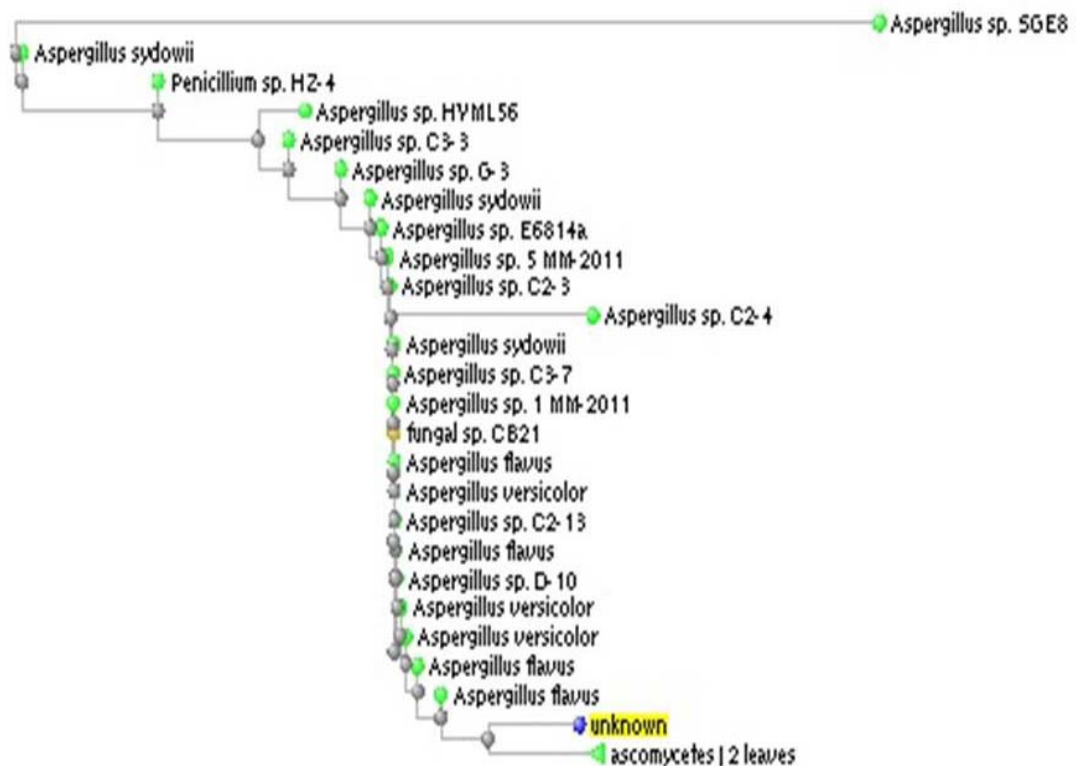 Aspergillus sp. SGE8
Aspergillus sydowii
Penicillium sp. HZ-4
Aspergillus sp. HVML56
Aspergillus sp. C3-3
Aspergillus sp. G-3
Aspergillus sydowii
Aspergillus sp. E6814a
Aspergillus sp. 5 MM-2011
Aspergillus sp. C2-3
Aspergillus sp. C2-4
Aspergillus sydowii
Aspergillus sp. C3-7
Aspergillus sp. 1 MM-2011
fungal sp. CB21
Aspergillus flavus
Aspergillus versicolor
Aspergillus sp. C2-13
Aspergillus flavus
Aspergillus sp. D-10
Aspergillus versicolor
Aspergillus versicolor
Aspergillus flavus
Aspergillus flavus
unknown
ascomycetes | 2 leaves